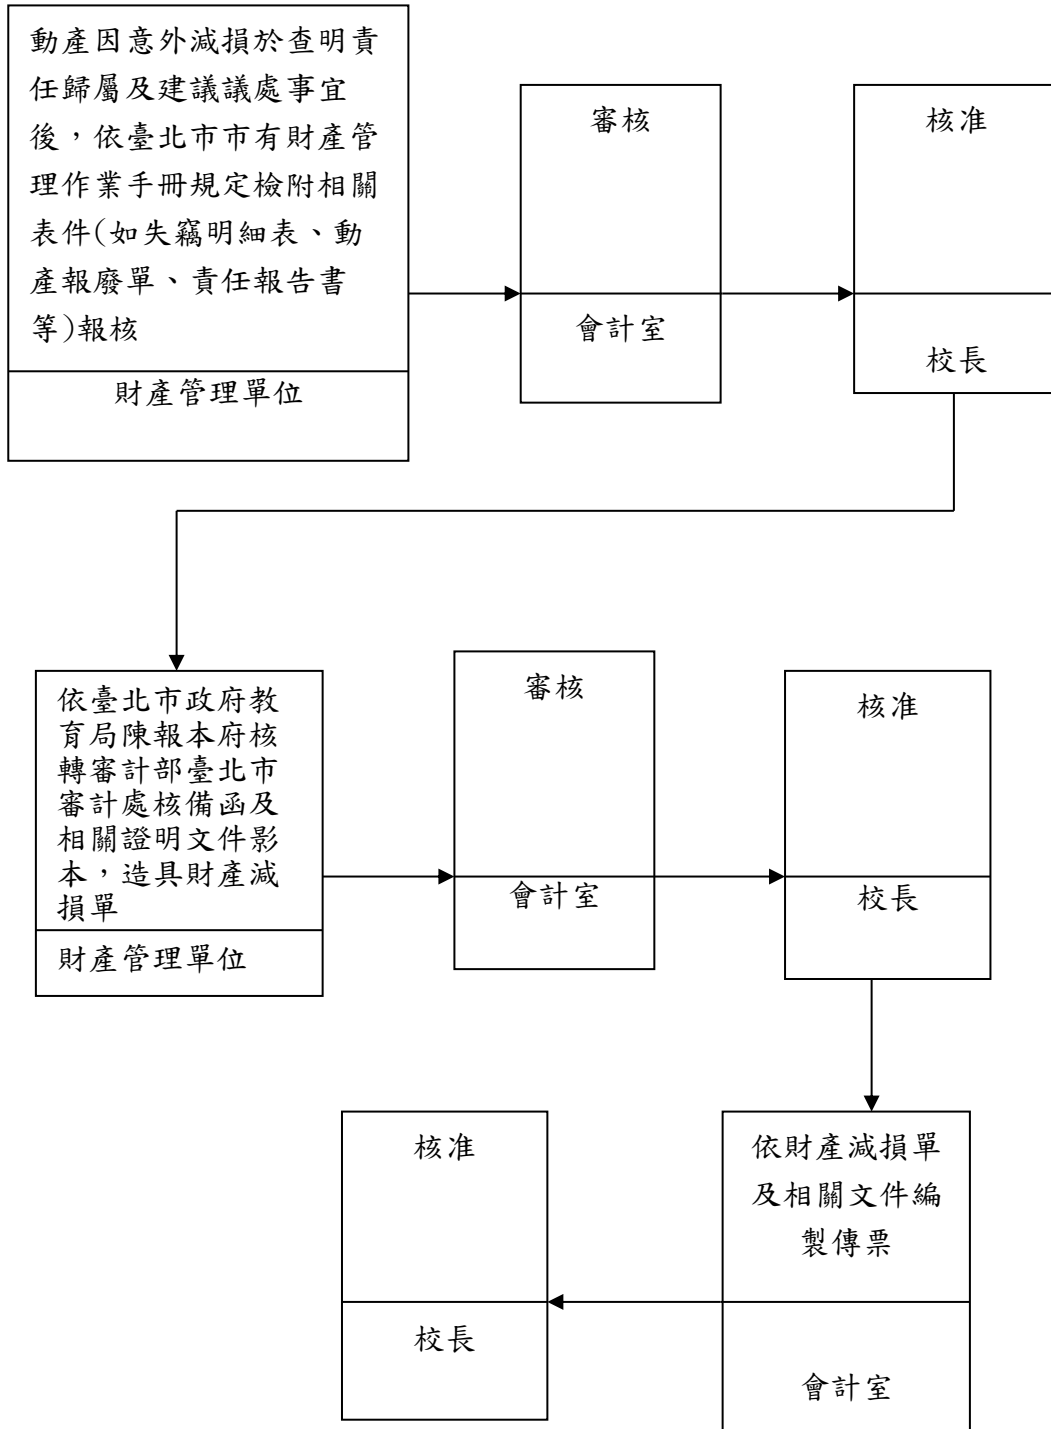 動產因意外減損於查明責
任歸屬及建議議處事宜
後，依臺北市市有財產管
理作業手冊規定檢附相關
表件(如失竊明細表、動
產報廢單、責任報告書
等)報核
財產管理單位
審核
會計室
核准
校長
依臺北市政府教
育局陳報本府核
轉審計部臺北市
審計處核備函及
相關證明文件影
本，造具財產減
損單
財產管理單位
審核
會計室
核准
校長
依財產減損單
及相關文件編
製傳票
會計室
核准
校長